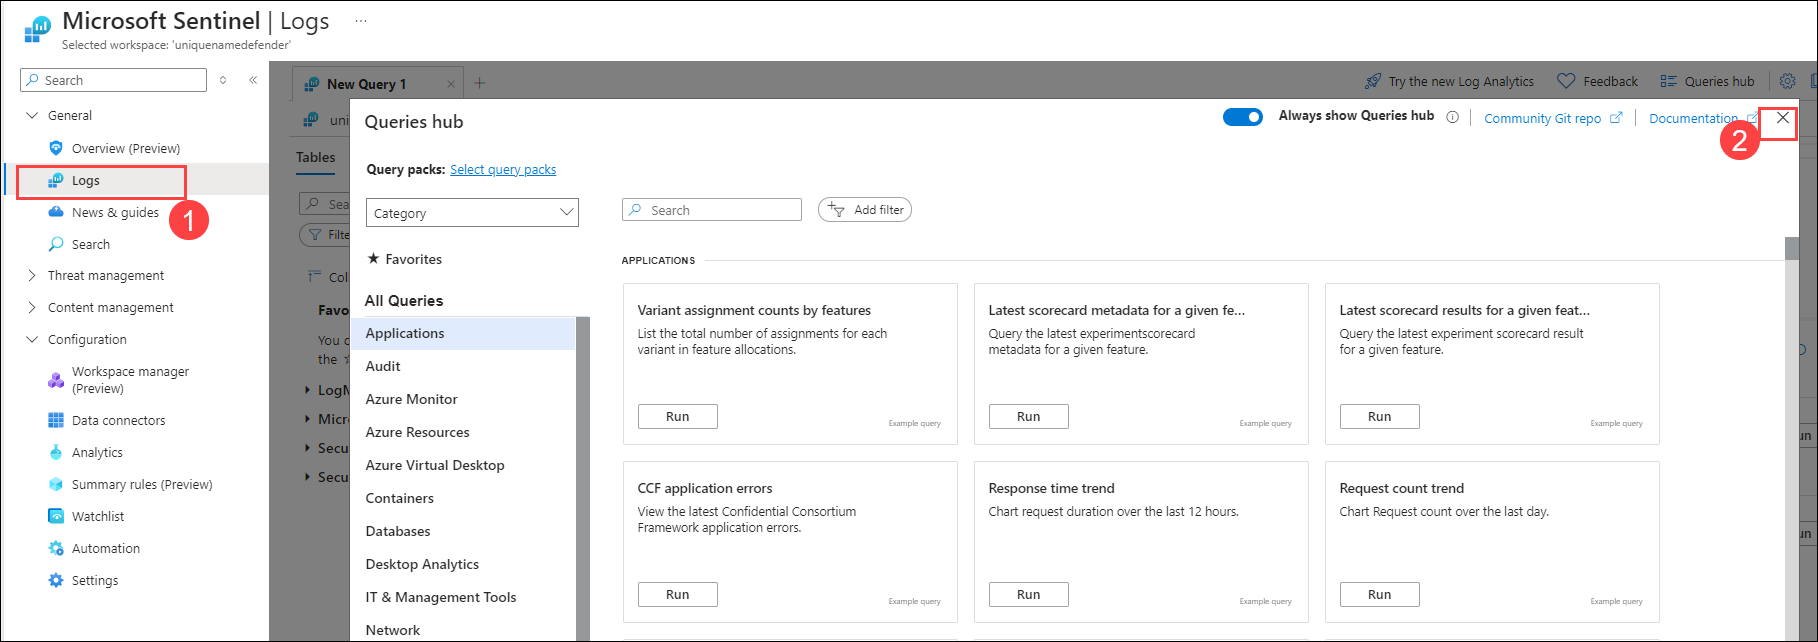 Microsoft Sentinel | Logs ...
Selected workspace: 'uniquenamedefender'
Search
General
Overview (Preview)
Logs
1
News & guides
Search
Threat management
Content management
Configuration
Workspace manager
(Preview)
Data connectors
Analytics
Summary rules (Preview)
Watchlist
Automation
Settings
New Query 1
Try the new Log Analytics
Feedback
Queries hub
uni
Tables
Sea
Filte
Col
Favo
You c
the
LogM
Micr
Secu
Secu
Queries hub
Always show Queries hub
Community Git repo
Documentation
2
Query packs: Select query packs
Category
Search
Add filter
Favorites
All Queries
Applications
Audit
Azure Monitor
Azure Resources
Azure Virtual Desktop
Containers
Databases
Desktop Analytics
IT & Management Tools
Network
APPLICATIONS
Variant assignment counts by features
List the total number of assignments for each
variant in feature allocations.
Run
Example query
Latest scorecard metadata for a given fe...
Query the latest experimentscorecard
metadata for a given feature.
Run
Example query
Latest scorecard results for a given feat...
Query the latest experiment scorecard result
for a given feature.
Run
Example query
CCF application errors
View the latest Confidential Consortium
Framework application errors.
Run
Example query
Response time trend
Chart request duration over the last 12 hours.
Run
Example query
Request count trend
Chart Request count over the last day.
Run
Example query
un
un